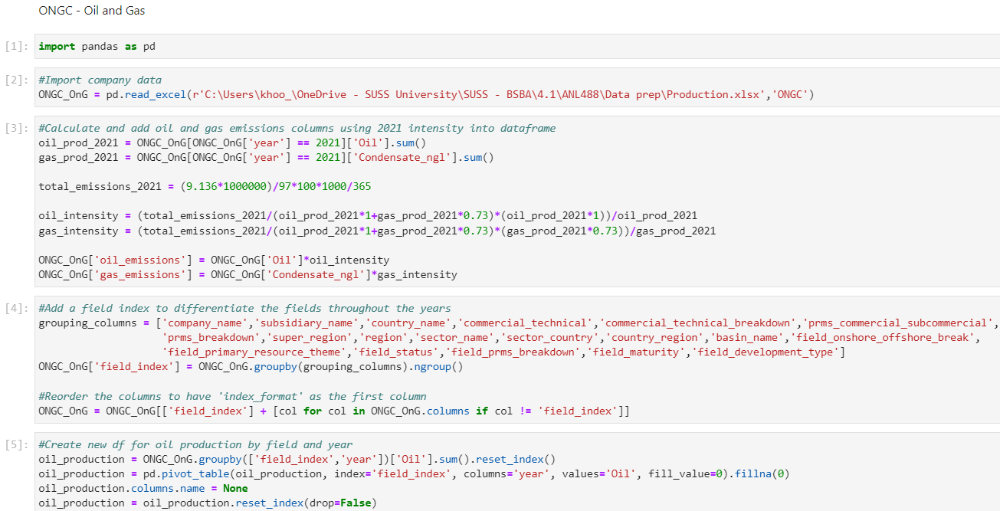 ONGC - Oil and Gas
[1]: import pandas as pd
[2]: #Import company data
ONGC_OnG = pd.read_excel(r'C:\Users\khoo_\OneDrive - SUSS University\SUSS - BSBA\4.1\ANL488\Data prep\Production.xlsx','ONGC')
[3]: #Calculate and add oil and gas emissions columns using 2021 intensity into dataframe
oil_prod_2021 = ONGC_OnG[ONGC_OnG['year'] == 2021]['Oil'].sum()
gas_prod_2021 = ONGC_OnG[ONGC_OnG['year'] == 2021]['Condensate_ngl'].sum()
total_emissions_2021 = (9.136*1000000)/97*100*1000/365
oil_intensity = (total_emissions_2021/(oil_prod_2021*1+gas_prod_2021*0.73)*(oil_prod_2021*1))/oil_prod_2021
gas_intensity = (total_emissions_2021/(oil_prod_2021*1+gas_prod_2021*0.73)*(gas_prod_2021*0.73))/gas_prod_2021
ONGC_OnG['oil_emissions'] = ONGC_OnG['Oil']*oil_intensity
ONGC_OnG['gas_emissions'] = ONGC_OnG['Condensate_ngl']*gas_intensity
[4]: #Add a field index to differentiate the fields throughout the years
grouping_columns = ['company_name','subsidiary_name','country_name','commercial_technical','commercial_technical_breakdown','prms_commercial_subcommercial',
'prms_breakdown','super_region','region','sector_name','sector_country','country_region','basin_name','field_onshore_offshore_break',
'field_primary_resource_theme','field_status','field_prms_breakdown','field_maturity','field_development_type']
ONGC_OnG['field_index'] = ONGC_OnG.groupby(grouping_columns).ngroup()
#Reorder the columns to have 'index_format' as the first column
ONGC_OnG = ONGC_OnG[['field_index'] + [col for col in ONGC_OnG.columns if col != 'field_index']]
[5]: #Create new df for oil production by field and year
oil_production = ONGC_OnG.groupby(['field_index','year'])['Oil'].sum().reset_index()
oil_production = pd.pivot_table(oil_production, index='field_index', columns='year', values='Oil', fill_value=0).fillna(0)
oil_production.columns.name = None
oil_production = oil_production.reset_index(drop=False)